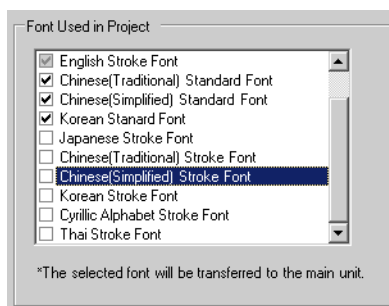 Font Used in Project
English Stroke Font
Chinese(Traditional) Standard Font
Chinese(Simplified) Standard Font
Korean Stanard Font
Japanese Stroke Font
Chinese(Traditional) Stroke Font
Chinese(Simplified) Stroke Font
Korean Stroke Font
Cyrillic Alphabet Stroke Font
Thai Stroke Font
*The selected font will be transferred to the main unit.